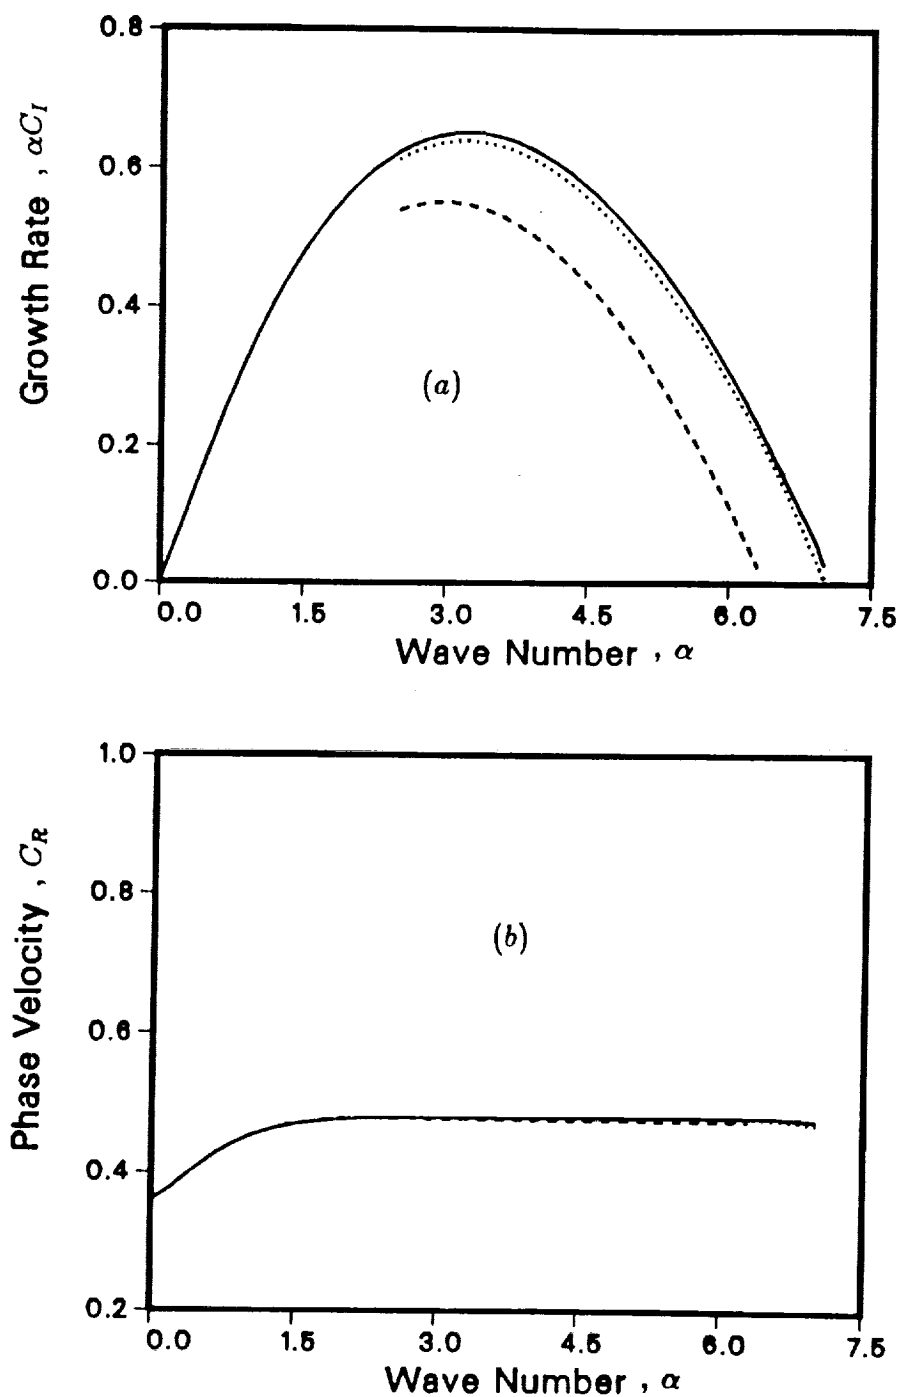 0.8
0.6
0.4
0.2
0.0
Growth Rate , αC_I
(a)
0.0 1.5 3.0 4.5 6.0 7.5
Wave Number , α
1.0
0.8
0.6
0.4
0.2
Phase Velocity , C_R
(b)
0.0 1.5 3.0 4.5 6.0 7.5
Wave Number , α